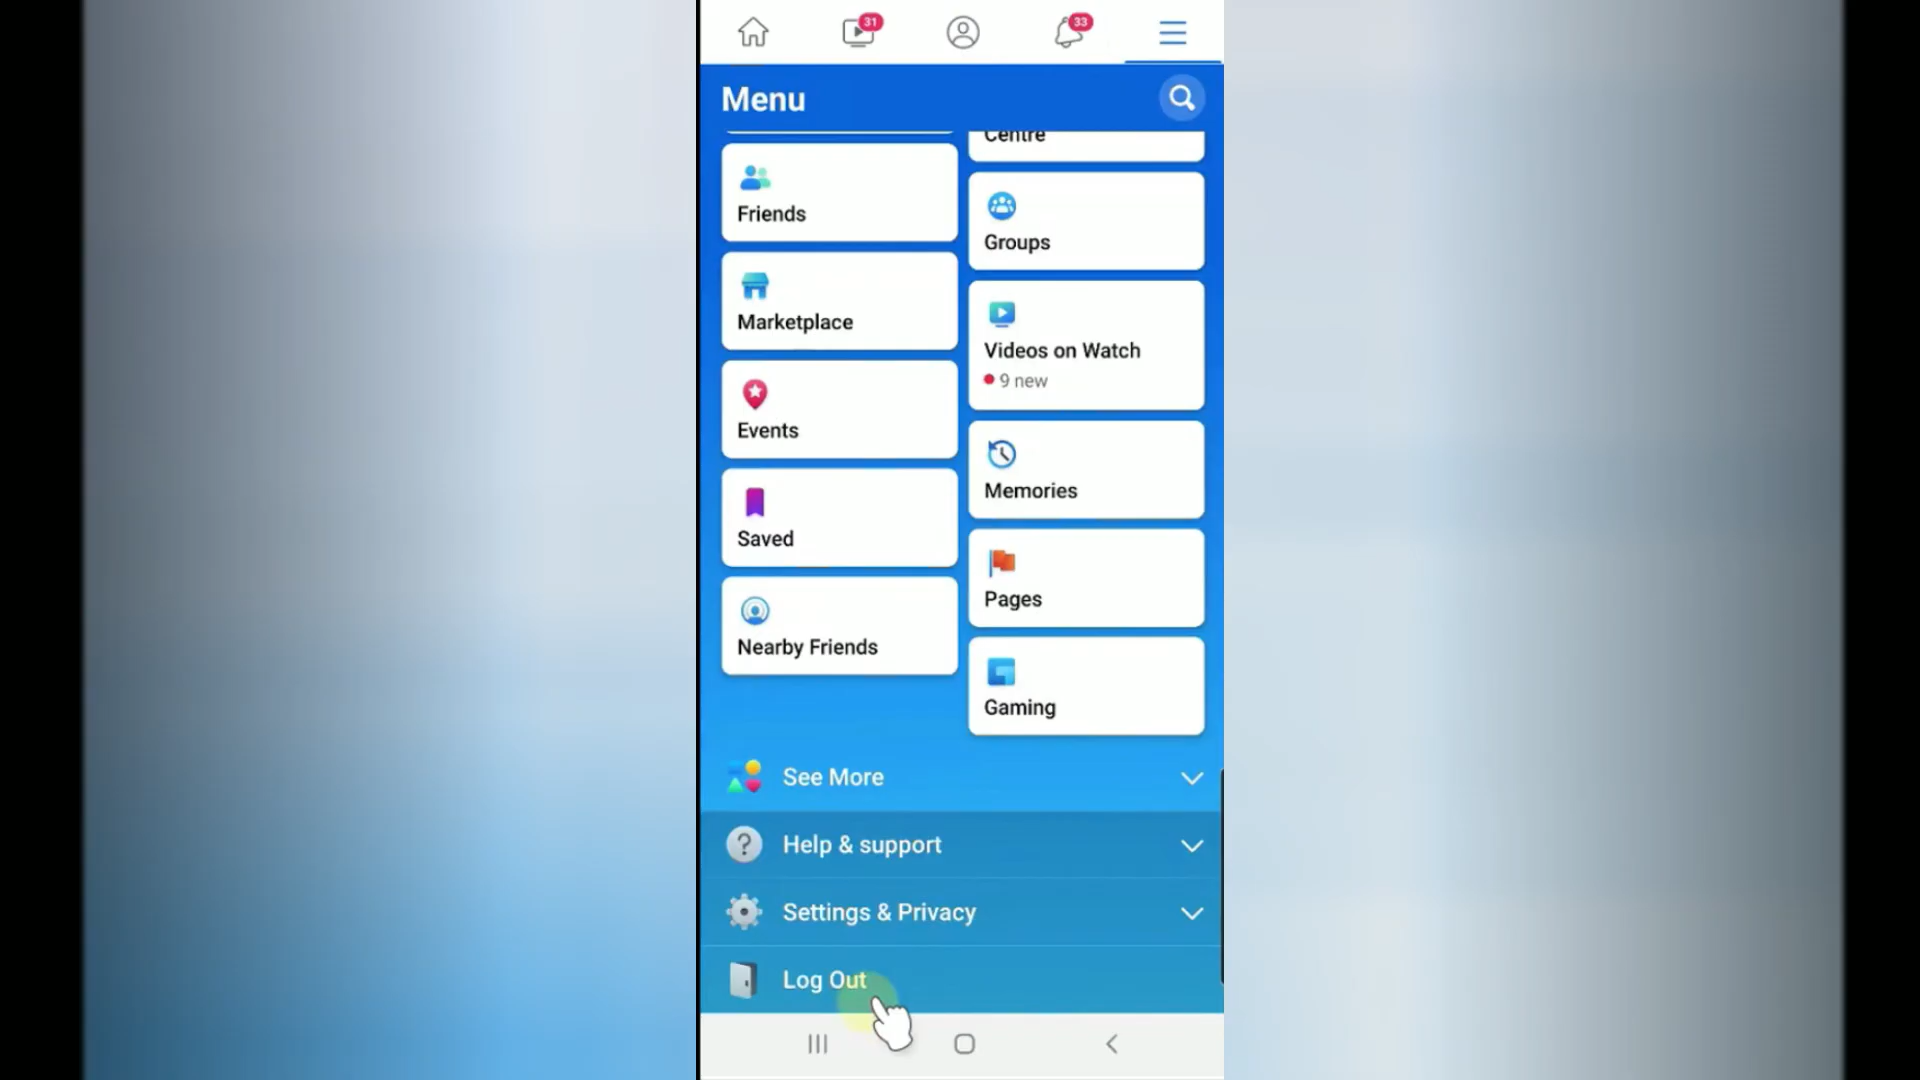 31
33
Menu
Centre
Friends
Groups
Marketplace
Videos on Watch
9 new
Events
Memories
Saved
Pages
Nearby Friends
Gaming
See More
Help & support
Settings & Privacy
Log Out